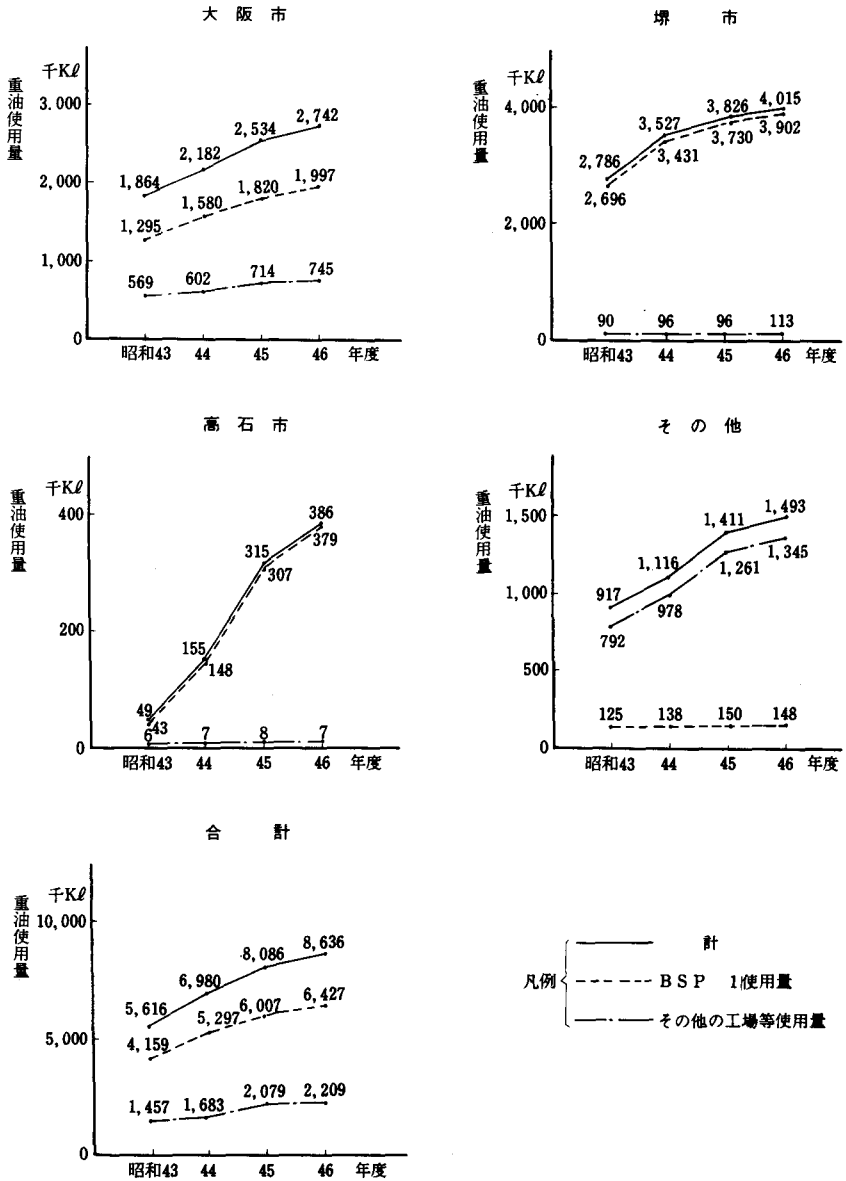 大阪市
重油使用量
千Kℓ
3,000
2,000
1,000
0
1,864
2,182
2,534
2,742
1,295
1,580
1,820
1,997
569
602
714
745
昭和43 44 45 46 年度
堺市
重油使用量
千Kℓ
4,000
2,000
0
2,786
3,527
3,826
4,015
2,696
3,431
3,730
3,902
90 96 96 113
昭和43 44 45 46 年度
高石市
重油使用量
千Kℓ
400
200
0
49
155
315
386
43
148
307
379
6 7 8 7
昭和43 44 45 46 年度
その他
重油使用量
千Kℓ
1,500
1,000
500
0
917
1,116
1,411
1,493
792
978
1,261
1,345
125 138 150 148
昭和43 44 45 46 年度
合計
重油使用量
千Kℓ
10,000
5,000
0
5,616
6,980
8,086
8,636
4,159
5,297
6,007
6,427
1,457
1,683
2,079
2,209
昭和43 44 45 46 年度
凡例
計
BSP 1使用量
その他の工場等使用量